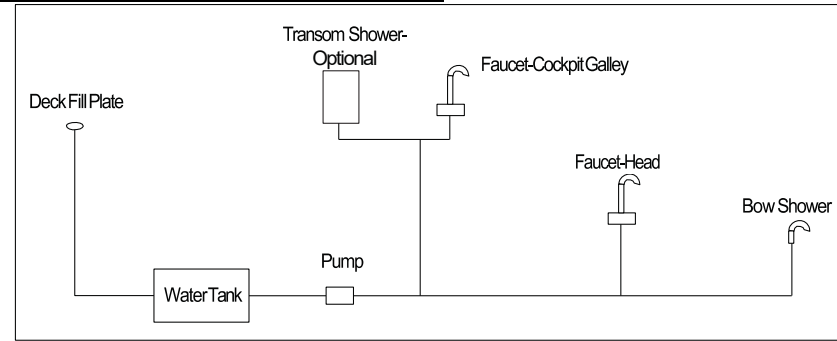 Transom Shower-
Optional
Faucet-Cockpit Galley
Deck Fill Plate
Faucet-Head
Bow Shower
Pump
Water Tank